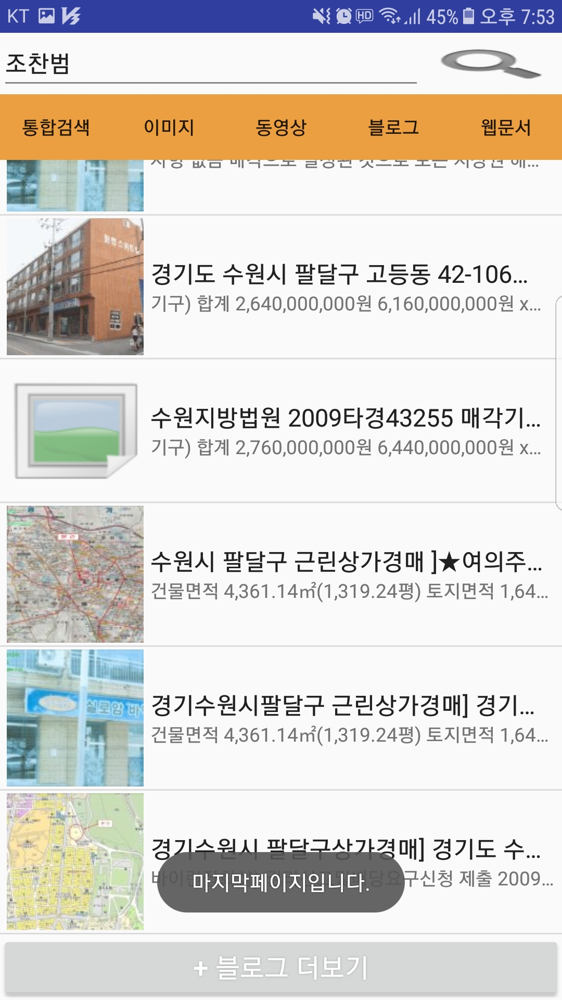 KT 45% 오후 7:53
조찬범
통합검색 이미지 동영상 블로그 웹문서
경기도 수원시 팔달구 고등동 42-106...
기구) 합계 2,640,000,000원 6,160,000,000원 x...
수원지방법원 2009타경43255 매각기...
기구) 합계 2,760,000,000원 6,440,000,000원 x...
수원시 팔달구 근린상가경매 ]★여의주...
건물면적 4,361.14㎡(1,319.24평) 토지면적 1,64...
실로암 바
경기수원시팔달구 근린상가경매] 경기...
건물면적 4,361.14㎡(1,319.24평) 토지면적 1,64...
경기수원시 팔달구상가경매] 경기도 수...
구신청 제출 2009...
마지막페이지입니다.
+ 블로그 더보기